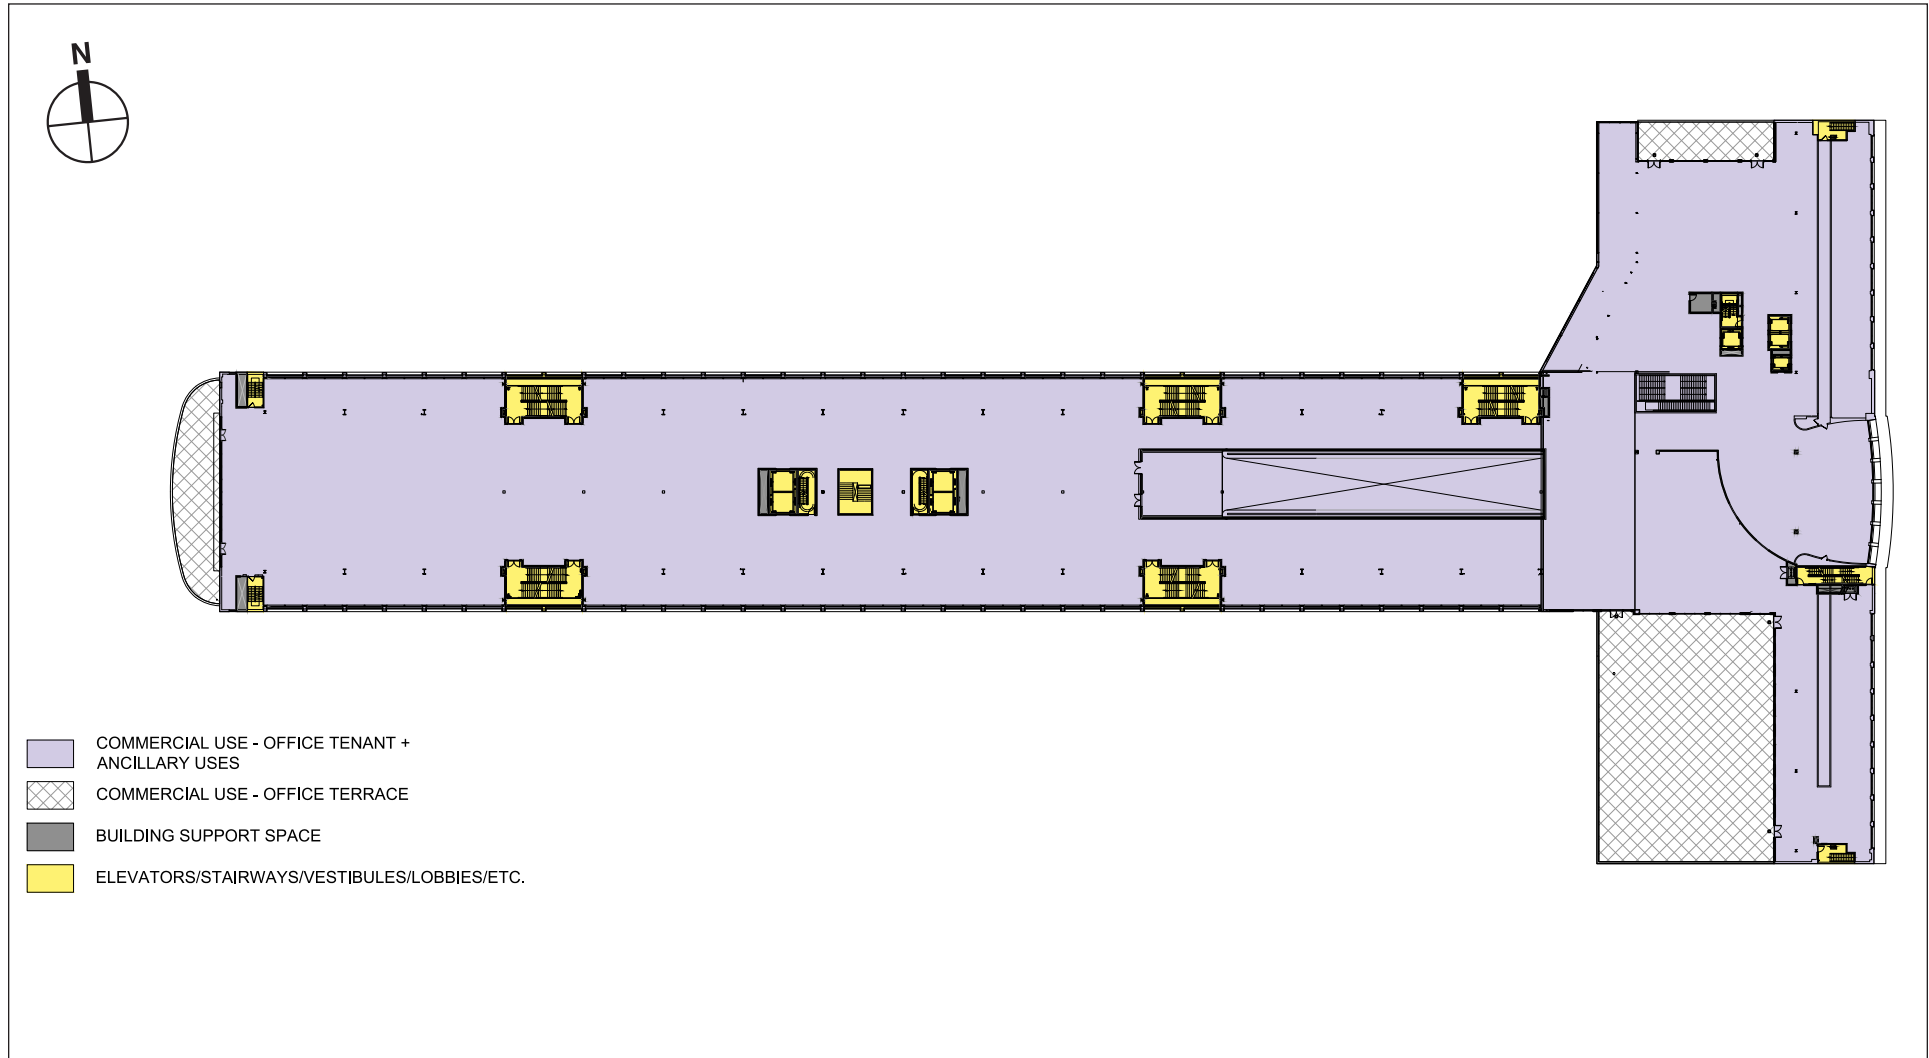 N
COMMERCIAL USE - OFFICE TENANT +
ANCILLARY USES
COMMERCIAL USE - OFFICE TERRACE
BUILDING SUPPORT SPACE
ELEVATORS/STAIRWAYS/VESTIBULES/LOBBIES/ETC.